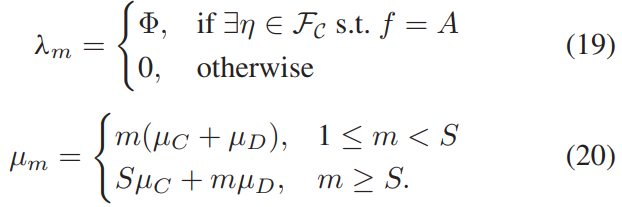 λ_m = { Φ, if ∃η ∈ F_C s.t. f = A
0, otherwise (19)
μ_m = { m(μ_C + μ_D), 1 ≤ m < S
Sμ_C + mμ_D, m ≥ S. (20)